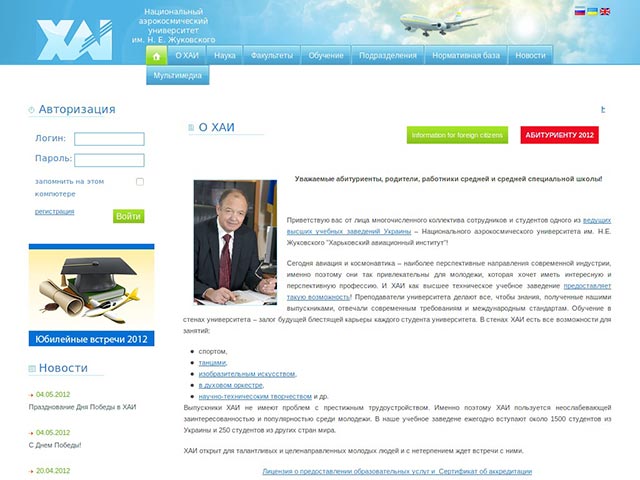 ХАІ
Национальный
аэрокосмический
университет
им. Н. Е. Жуковского
О ХАИ
Наука
Факультеты
Обучение
Подразделения
Нормативная база
Новости
Мультимедиа
Авторизация
Логин:
Пароль:
запомнить на этом
компютере
регистрация
Войти
Юбилейные встречи 2012
Новости
04.05.2012
Празднование Дня Победы в ХАИ
04.05.2012
С Днем Победы!
20.04.2012
О ХАИ
Information for foreign citizens
АБИТУРИЕНТУ 2012
Уважаемые абитуриенты, родители, работники средней и средней специальной школы!
Приветствую вас от лица многочисленного коллектива сотрудников и студентов одного из ведущих
высших учебных заведений Украины – Национального аэрокосмического университета им. Н.Е.
Жуковского "Харьковский авиационный институт"!
Сегодня авиация и космонавтика – наиболее перспективные направления современной индустрии,
именно поэтому они так привлекательны для молодежи, которая хочет иметь интересную и
перспективную профессию. И ХАИ как высшее техническое учебное заведение предоставляет
такую возможность! Преподаватели университета делают все, чтобы знания, полученные нашими
выпускниками, отвечали современным требованиям и международным стандартам. Обучение в
стенах университета – залог будущей блестящей карьеры каждого студента университета. В стенах ХАИ есть все возможности для
занятий:
спортом,
танцами,
изобразительным искусством,
в духовом оркестре,
научно-техническоим творчеством и др.
Выпускники ХАИ не имеют проблем с престижным трудоустройством. Именно поэтому ХАИ пользуется неослабевающей
заинтересованностью и популярностью среди молодежи. В наше учебное заведене ежегодно вступают около 1500 студентов из
Украины и 250 студентов из других стран мира.
ХАИ открыт для талантливых и целенаправленных молодых людей и с нетерпением ждет встречи с ними.
Лицензия о предоставлении образовательных услуг и Сертификат об аккредитации